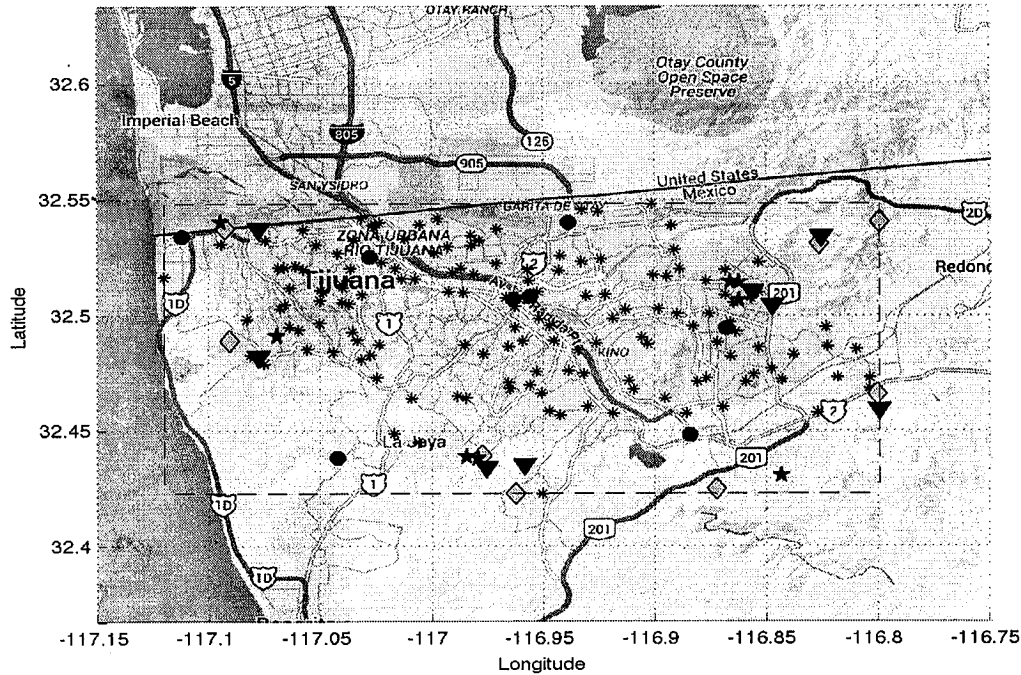 OTAY RANCH
Otay County
Open Space
Preserve
32.6
5
Imperial Beach
805
125
905
SAN YSIDRO
United States
Mexico
32.55
GARITA DE OTAY
2D
ZONA URBANA
RIO TIJUANA
2
Tijuana
1D
201
32.5
1
KINO
Latitude
2
La Joya
32.45
201
1
1D
201
32.4
1D
-117.15
-117.1
-117.05
-117
-116.95
-116.9
-116.85
-116.8
-116.75
Longitude